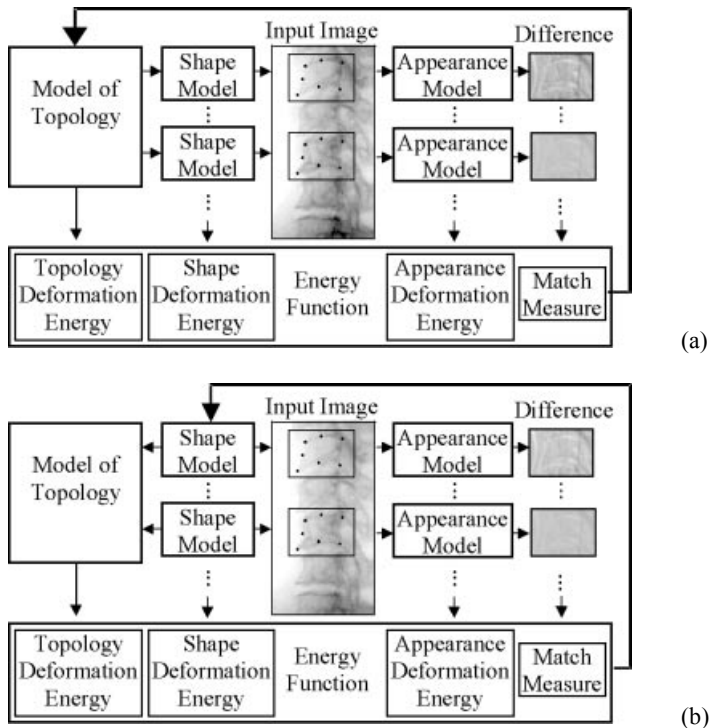 Input Image
Difference
Model of
Topology
Shape
Model
Appearance
Model
Shape
Model
Appearance
Model
Topology
Deformation
Energy
Shape
Deformation
Energy
Energy
Function
Appearance
Deformation
Energy
Match
Measure
(a)
Input Image
Difference
Model of
Topology
Shape
Model
Appearance
Model
Shape
Model
Appearance
Model
Topology
Deformation
Energy
Shape
Deformation
Energy
Energy
Function
Appearance
Deformation
Energy
Match
Measure
(b)